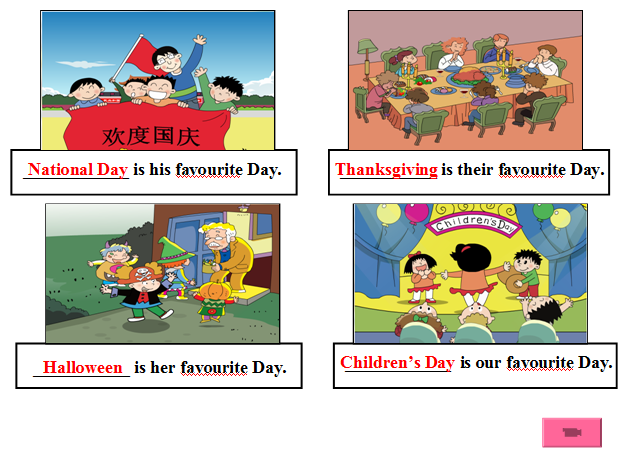 欢度国庆
National Day is his favourite Day.
Thanksgiving is their favourite Day.
Children's Day
Halloween is her favourite Day.
Children’s Day is our favourite Day.